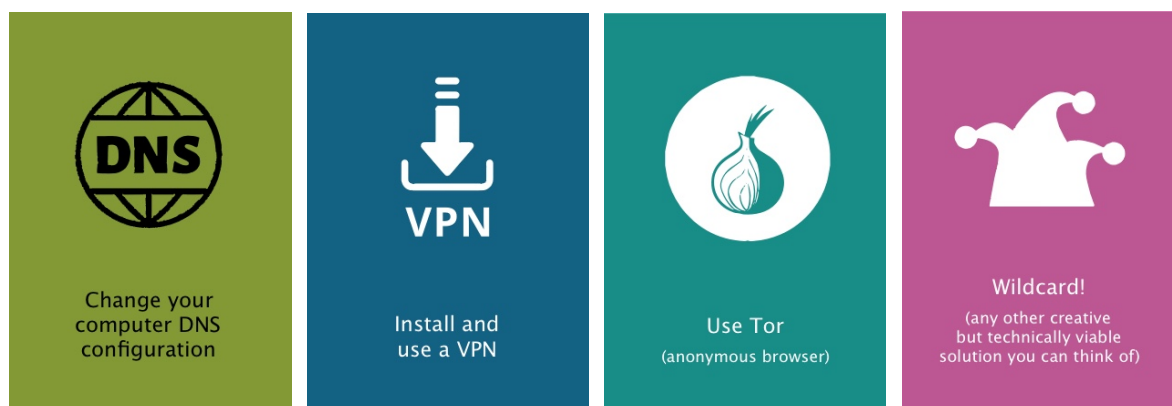 DNS
Change your
computer DNS
configuration
VPN
Install and
use a VPN
Use Tor
(anonymous browser)
Wildcard!
(any other creative
but technically viable
solution you can think of)